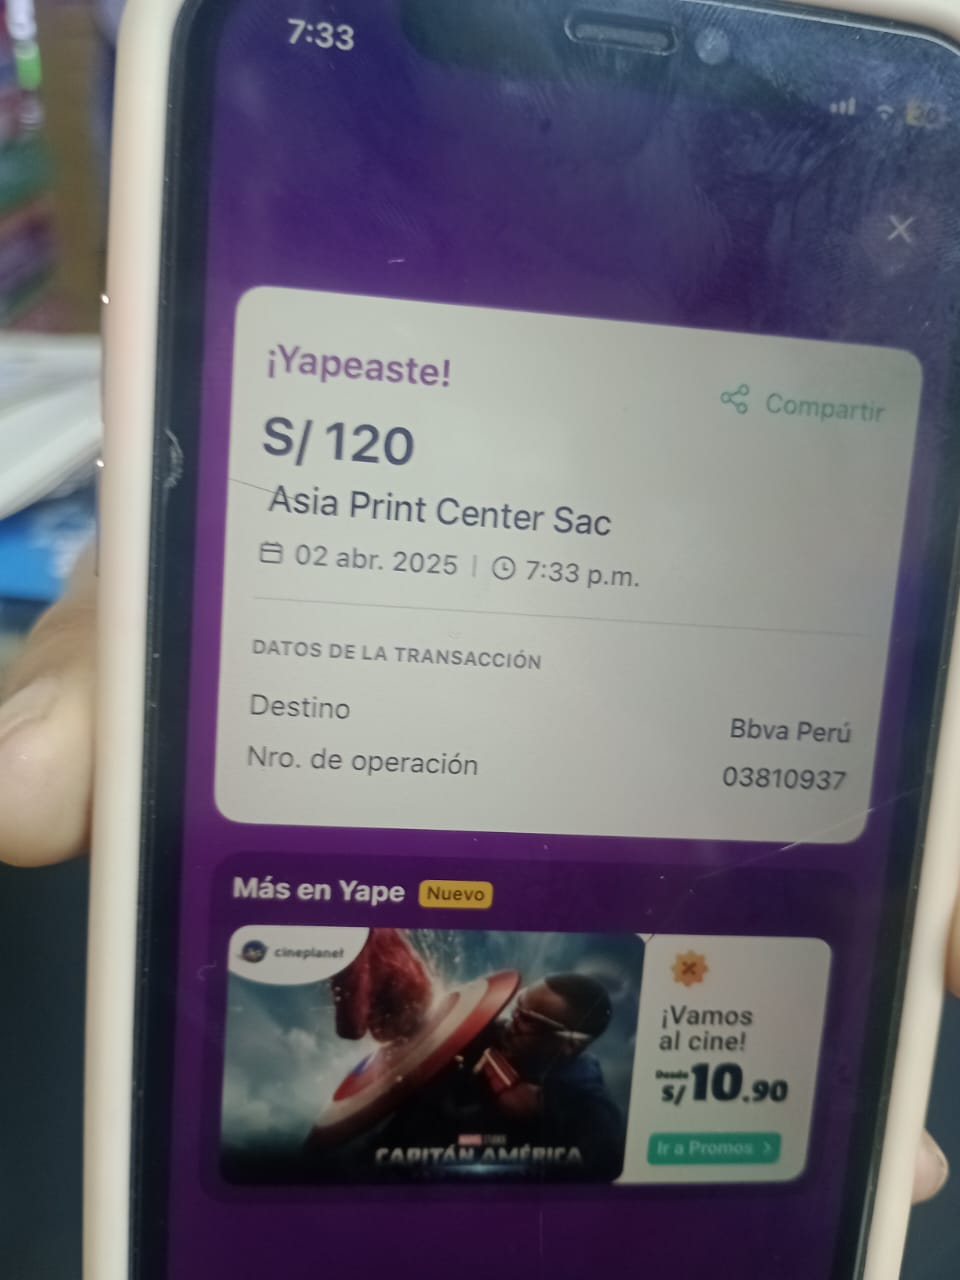 7:33
¡Yapeaste!
Compartir
S/ 120
Asia Print Center Sac
02 abr. 2025 | 7:33 p.m.
DATOS DE LA TRANSACCIÓN
Destino Bbva Perú
Nro. de operación 03810937
Más en Yape Nuevo
cineplanet
¡Vamos
al cine!
Desde
S/10.90
MARVEL STUDIOS
CAPITÁN AMÉRICA
Ir a Promos >